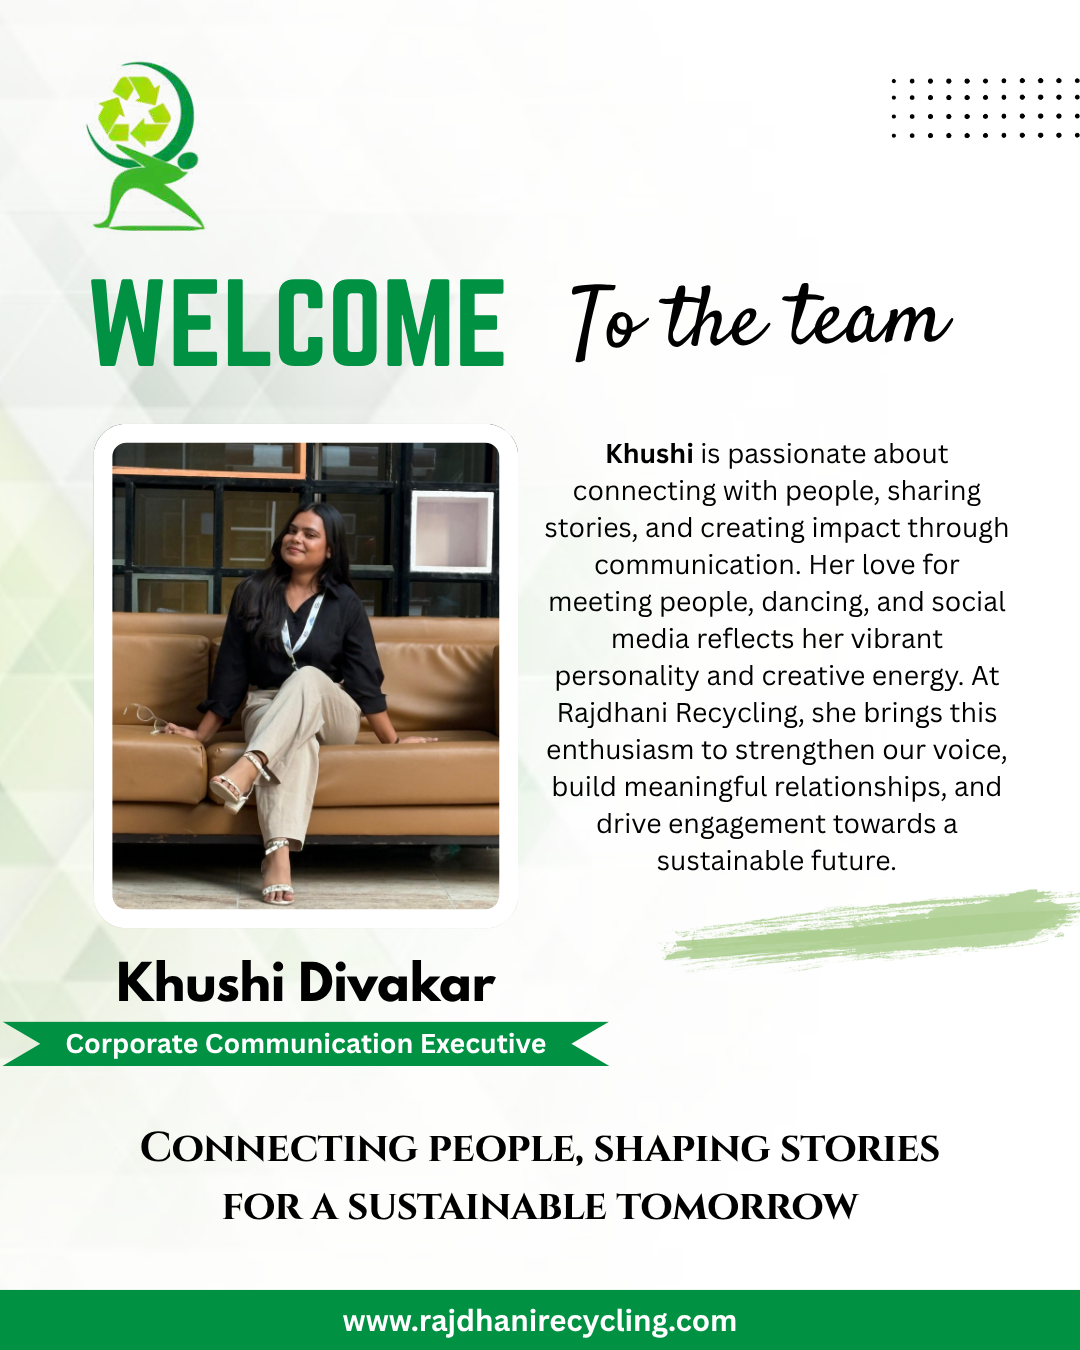 WELCOME To the team
Khushi is passionate about
connecting with people, sharing
stories, and creating impact through
communication. Her love for
meeting people, dancing, and social
media reflects her vibrant
personality and creative energy. At
Rajdhani Recycling, she brings this
enthusiasm to strengthen our voice,
build meaningful relationships, and
drive engagement towards a
sustainable future.
Khushi Divakar
Corporate Communication Executive
Connecting people, shaping stories
for a sustainable tomorrow
www.rajdhanirecycling.com